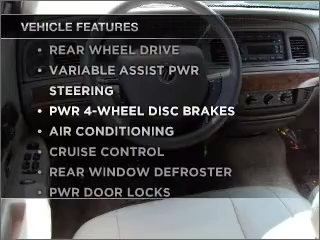 VEHICLE FEATURES
• REAR WHEEL DRIVE
• VARIABLE ASSIST PWR
STEERING
• PWR 4-WHEEL DISC BRAKES
• AIR CONDITIONING
• CRUISE CONTROL
• REAR WINDOW DEFROSTER
• PWR DOOR LOCKS